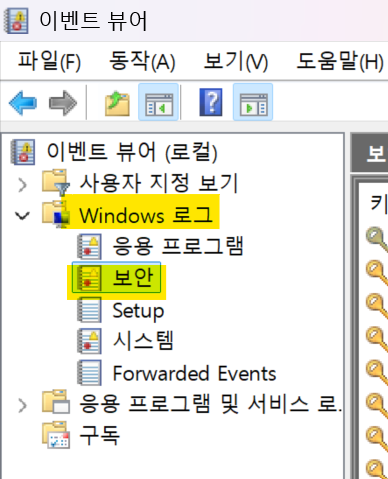 이벤트 뷰어
파일(F) 동작(A) 보기(V) 도움말(H)
이벤트 뷰어 (로컬)
사용자 지정 보기
Windows 로그
응용 프로그램
보안
Setup
시스템
Forwarded Events
응용 프로그램 및 서비스 로...
구독
보
키